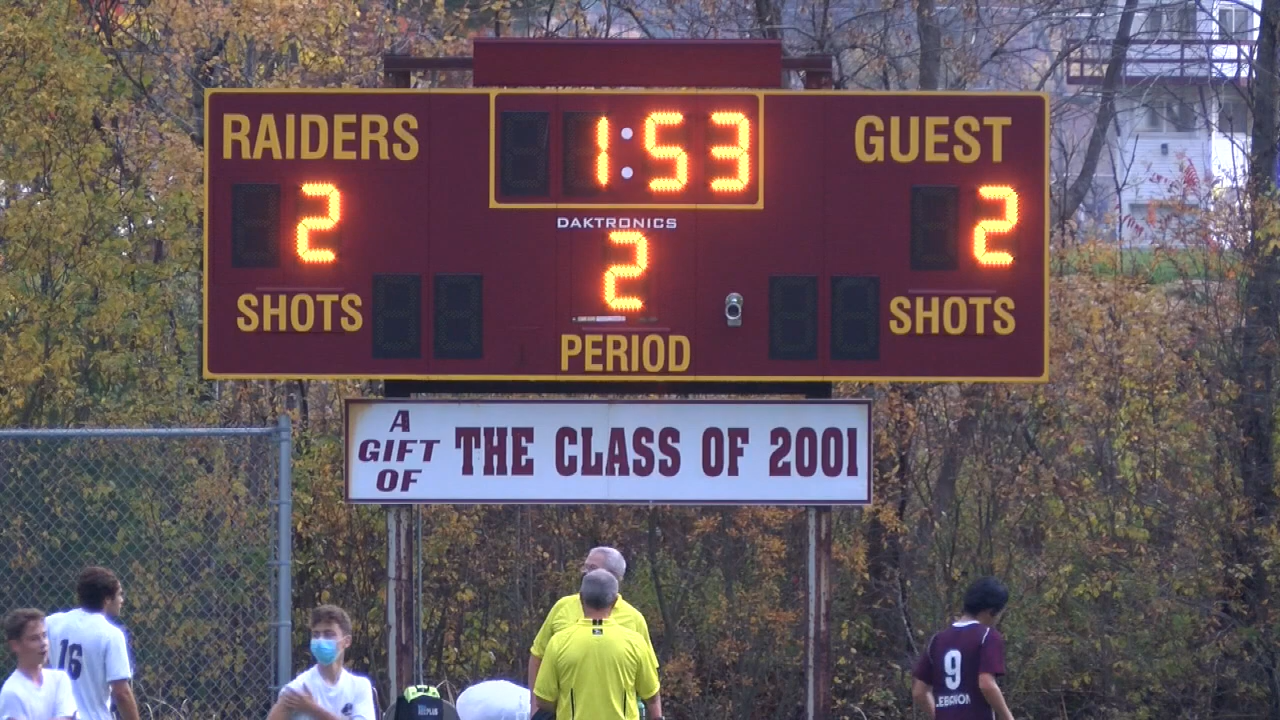 RAIDERS 1:53 GUEST
2 DAKTRONICS 2
2
SHOTS SHOTS
PERIOD
A GIFT OF THE CLASS OF 2001
16
9
LEBANON